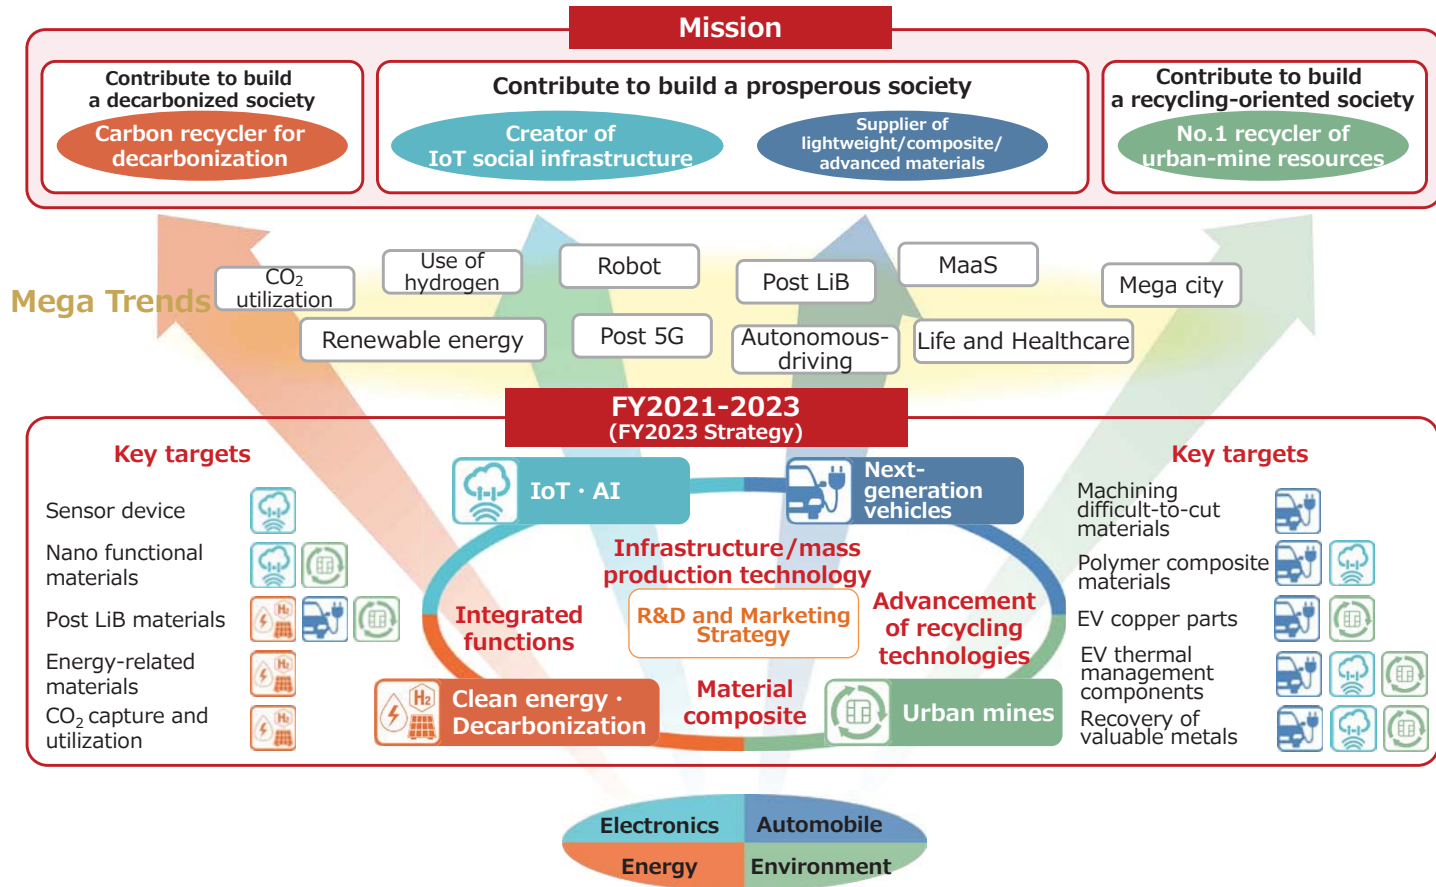 Mission
Contribute to build
a decarbonized society
Carbon recycler for
decarbonization
Contribute to build a prosperous society
Creator of
IoT social infrastructure
Supplier of
lightweight/composite/
advanced materials
Contribute to build
a recycling-oriented society
No.1 recycler of
urban-mine resources
Mega Trends
CO2
utilization
Use of
hydrogen
Robot
Post LiB
MaaS
Mega city
Renewable energy
Post 5G
Autonomous-
driving
Life and Healthcare
FY2021-2023
(FY2023 Strategy)
Key targets
Sensor device
Nano functional
materials
Post LiB materials
H2
Energy-related
materials
H2
CO2 capture and
utilization
H2
IoT・AI
Next-
generation
vehicles
Infrastructure/mass
production technology
Integrated
functions
R&D and Marketing
Strategy
Advancement
of recycling
technologies
H2
Clean energy・
Decarbonization
Material
composite
Urban mines
Key targets
Machining
difficult-to-cut
materials
Polymer composite
materials
EV copper parts
EV thermal
management
components
Recovery of
valuable metals
Electronics
Automobile
Energy
Environment